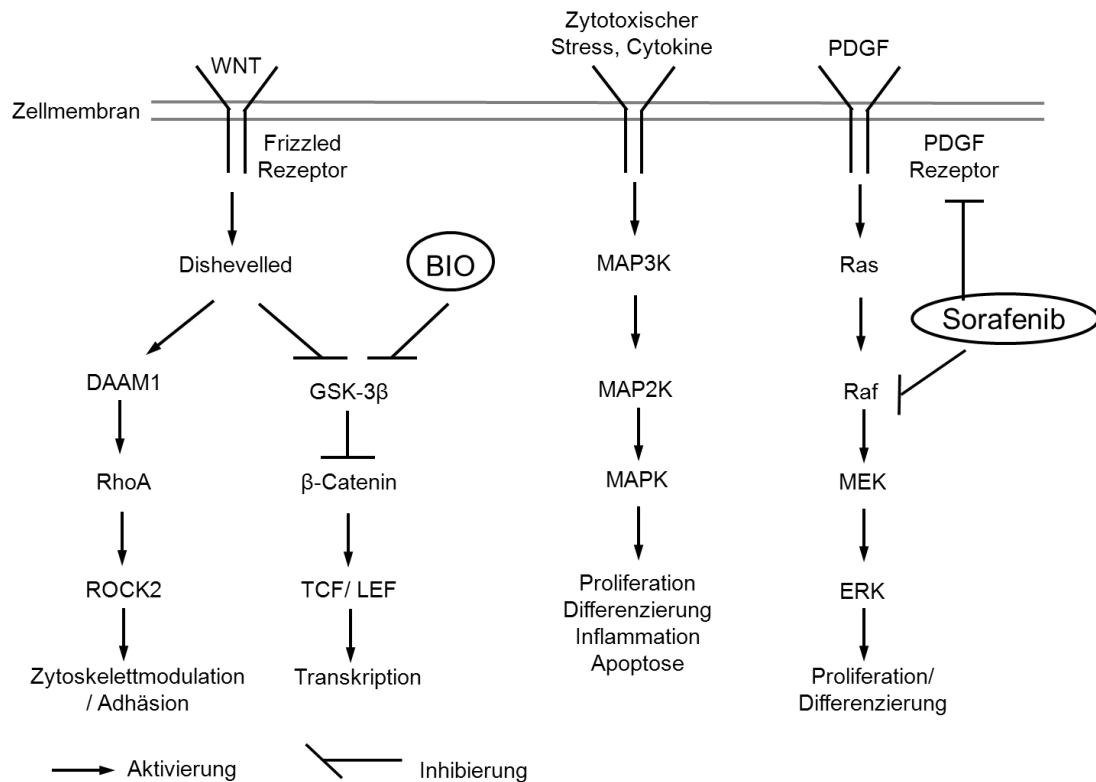 WNT
Zytotoxischer
Stress, Cytokine
PDGF
Zellmembran
Frizzled
Rezeptor
PDGF
Rezeptor
Dishevelled
BIO
MAP3K
Ras
Sorafenib
DAAM1
GSK-3β
MAP2K
Raf
RhoA
β-Catenin
MAPK
MEK
ROCK2
TCF/ LEF
Proliferation
Differenzierung
Inflammation
Apoptose
ERK
Zytoskelettmodulation
/ Adhäsion
Transkription
Proliferation/
Differenzierung
Aktivierung
Inhibierung